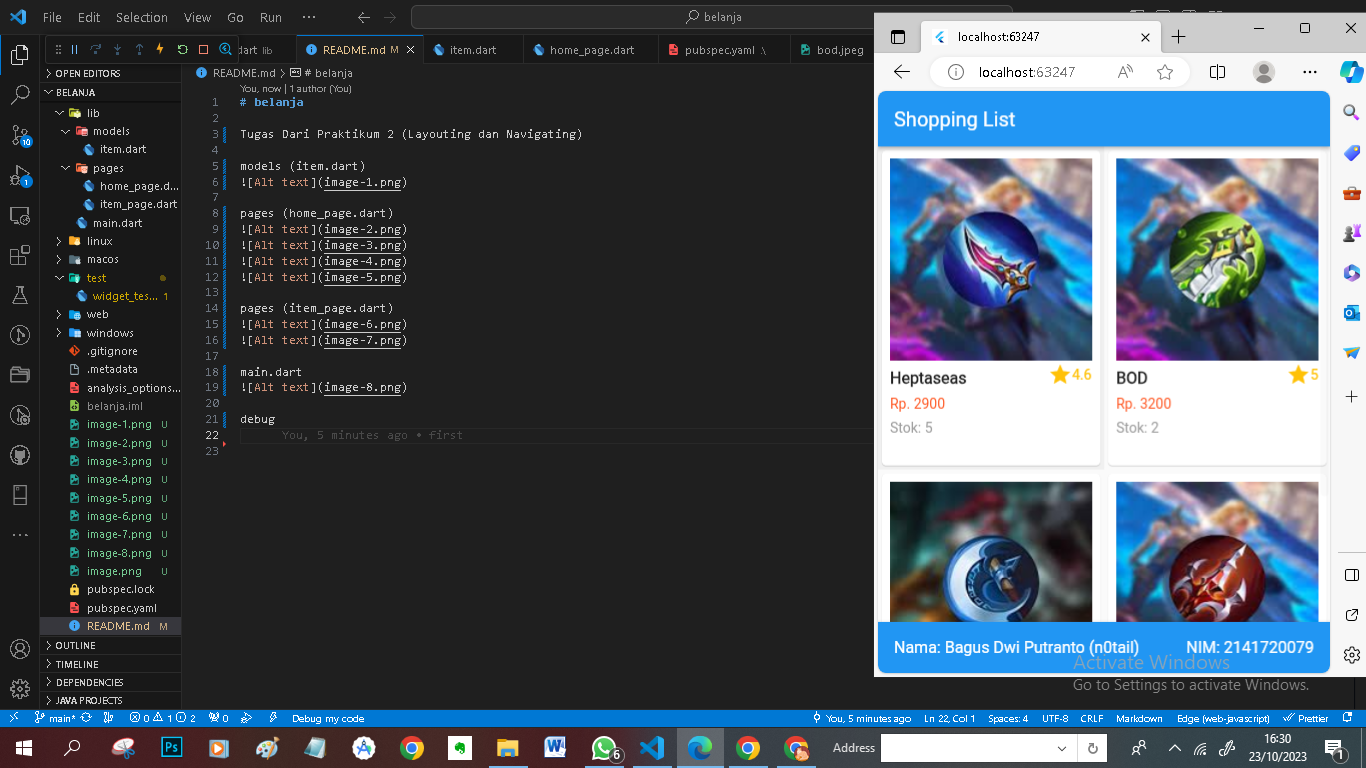 File Edit Selection View Go Run ··· belanja
dart lib README.md M item.dart home_page.dart pubspec.yaml \ bod.jpeg
OPEN EDITORS
BELANJA
lib
models
item.dart
pages
home_page.d...
item_page.dart
main.dart
linux
macos
test
widget_tes... 1
web
windows
.gitignore
.metadata
analysis_options...
belanja.iml
image-1.png U
image-2.png U
image-3.png U
image-4.png U
image-5.png U
image-6.png U
image-7.png U
image-8.png U
image.png U
pubspec.lock
pubspec.yaml
README.md M
OUTLINE
TIMELINE
DEPENDENCIES
JAVA PROJECTS
README.md > # belanja
You, now | 1 author (You)
1 # belanja
2
3 Tugas Dari Praktikum 2 (Layouting dan Navigating)
4
5 models (item.dart)
6 ![Alt text](image-1.png)
7
8 pages (home_page.dart)
9 ![Alt text](image-2.png)
10 ![Alt text](image-3.png)
11 ![Alt text](image-4.png)
12 ![Alt text](image-5.png)
13
14 pages (item_page.dart)
15 ![Alt text](image-6.png)
16 ![Alt text](image-7.png)
17
18 main.dart
19 ![Alt text](image-8.png)
20
21 debug
22 You, 5 minutes ago • first
23
localhost:63247
localhost:63247
Shopping List
Heptaseas 4.6
Rp. 2900
Stok: 5
BOD 5
Rp. 3200
Stok: 2
Nama: Bagus Dwi Putranto (n0tail) NIM: 2141720079
Activate Windows
Go to Settings to activate Windows.
main* 0 1 2 0 Debug my code You, 5 minutes ago Ln 22, Col 1 Spaces: 4 UTF-8 CRLF Markdown Edge (web-javascript) Prettier
Ps 6 Address 16:30
23/10/2023 1